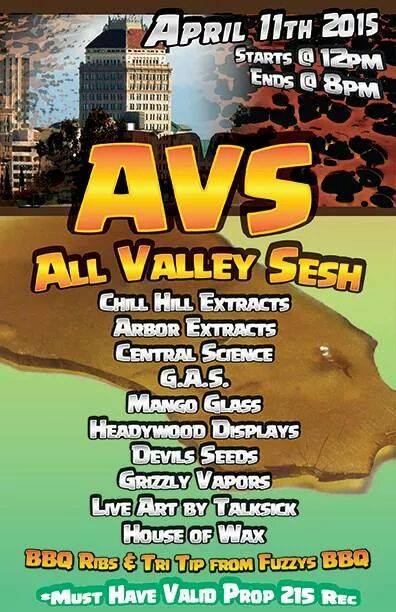 April 11th 2015
Starts @ 12pm
Ends @ 8pm
AVS
All Valley Sesh
Chill Hill Extracts
Arbor Extracts
Central Science
G.A.S.
Mango Glass
Headywood Displays
Devils Seeds
Grizzly Vapors
Live Art by Talksick
House of Wax
BBQ Ribs & Tri Tip from Fuzzys BBQ
*Must Have Valid Prop 215 Rec